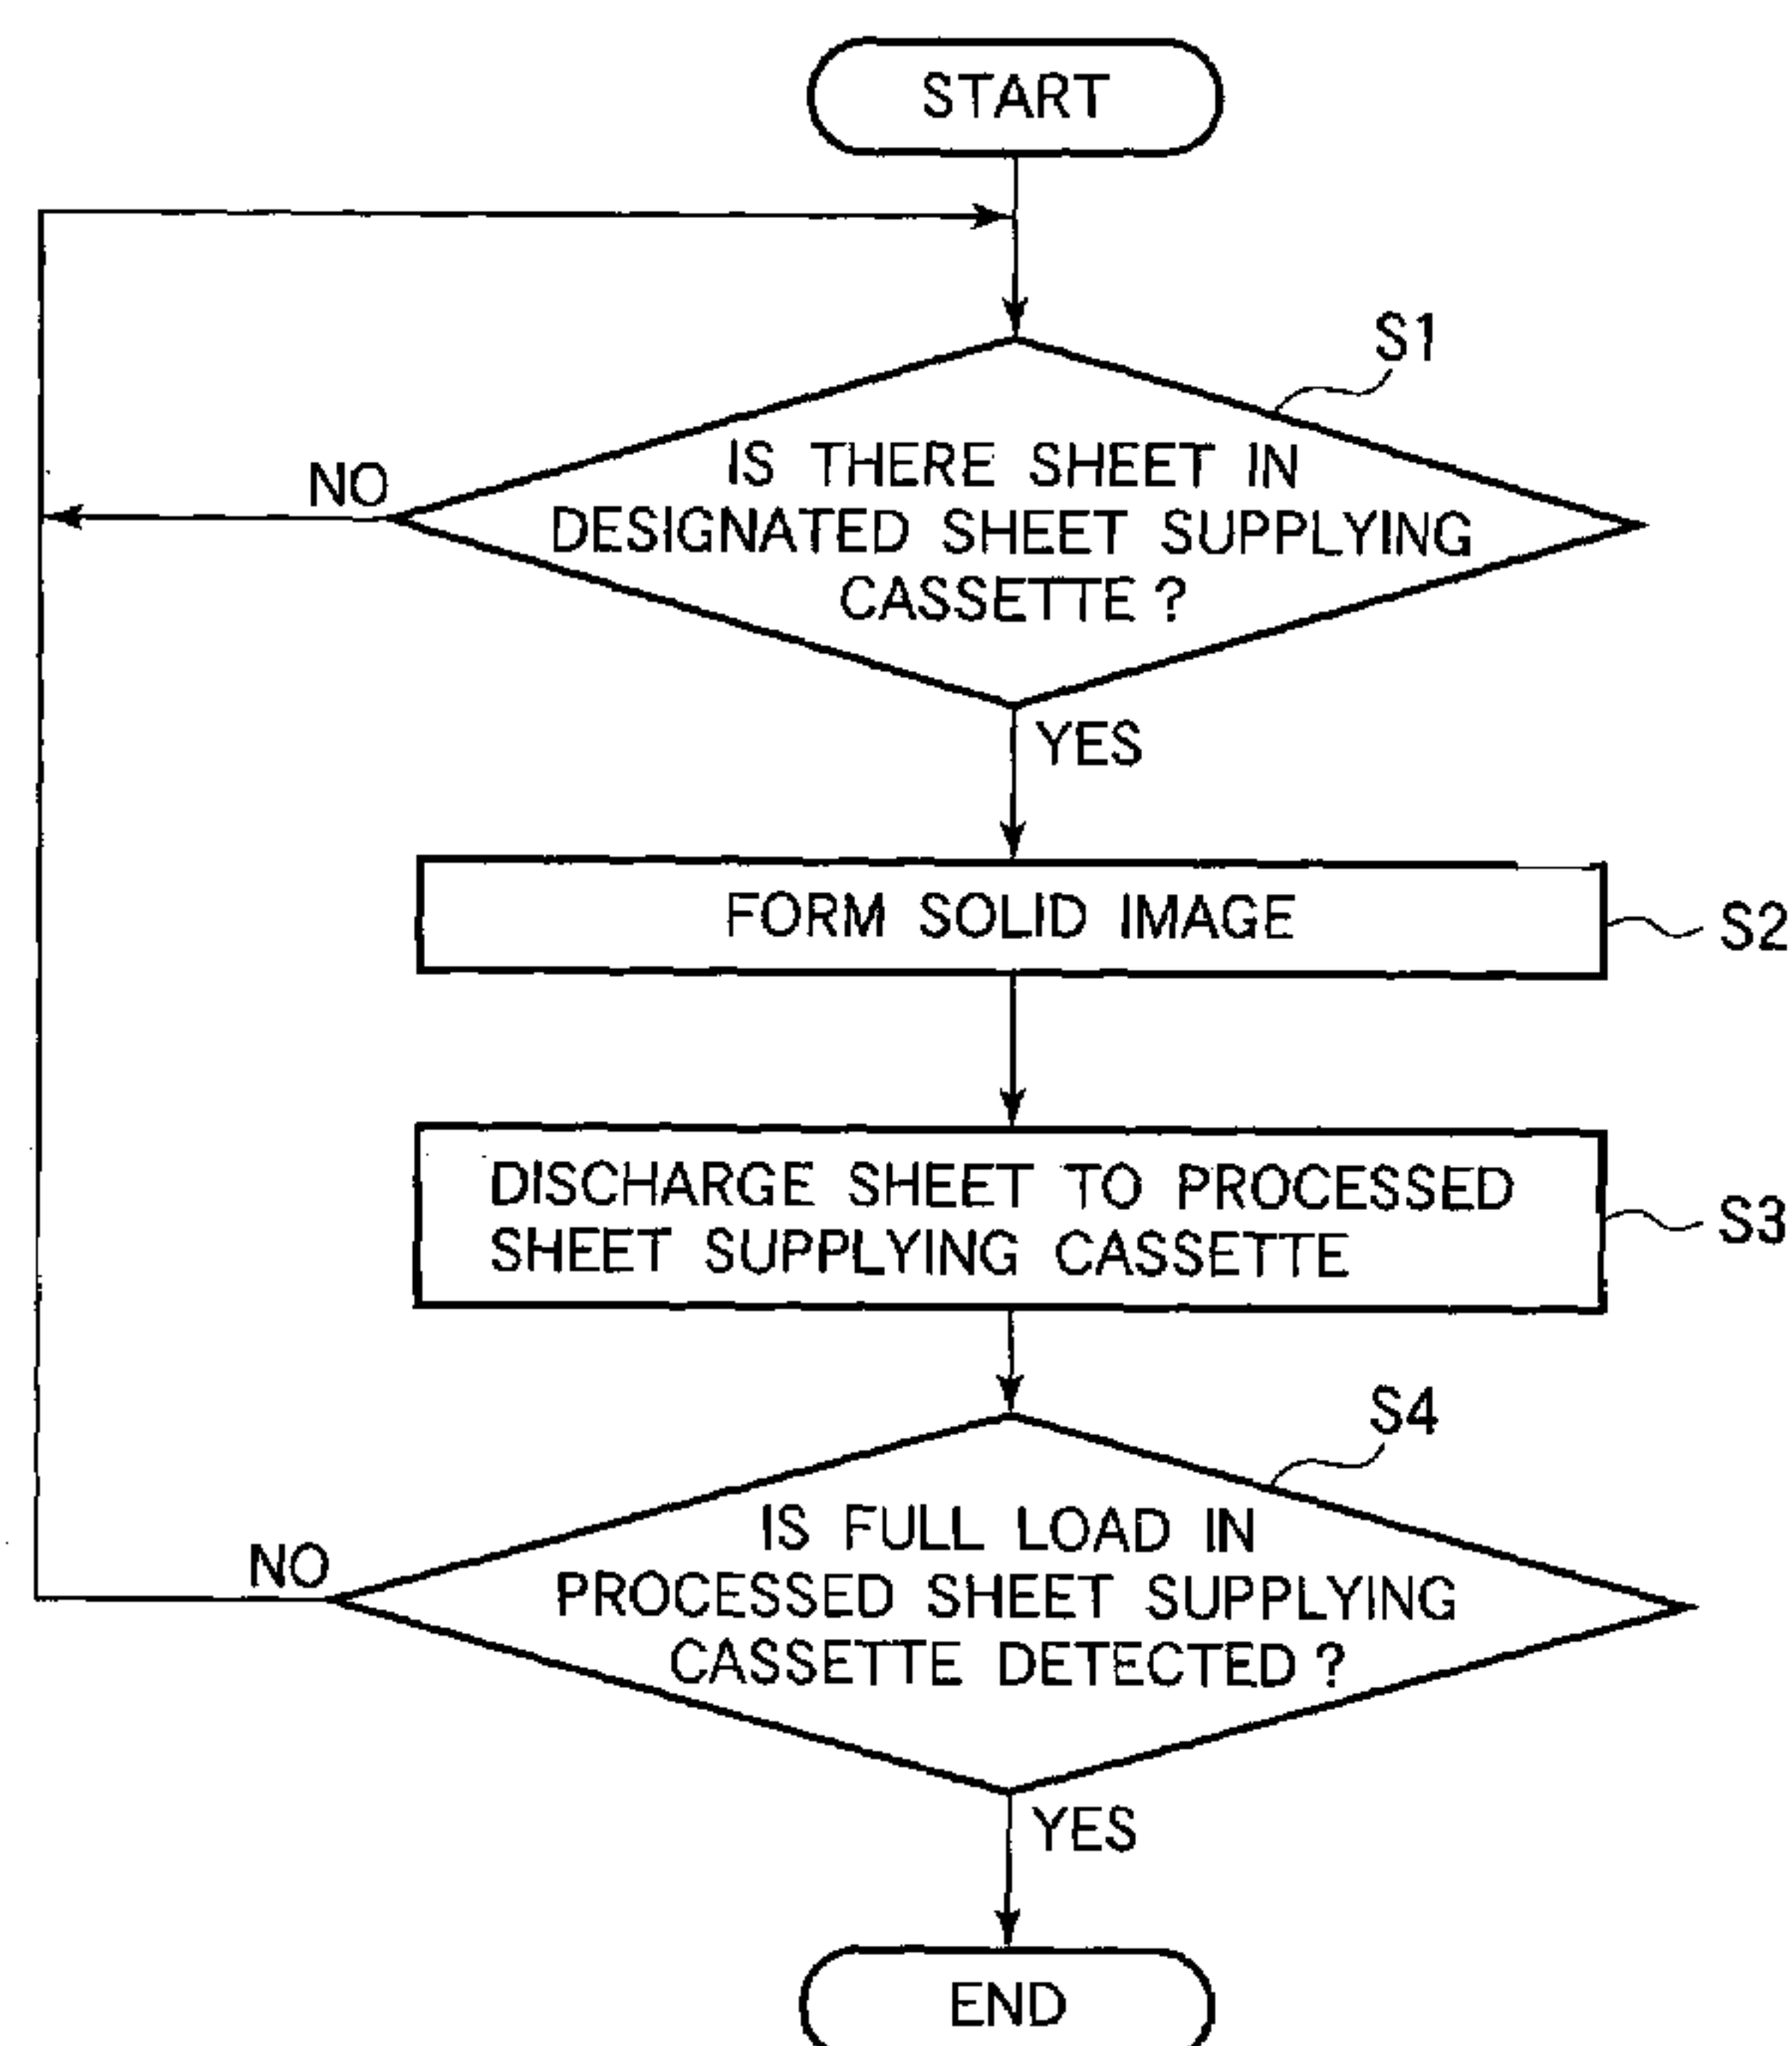 START
S1
IS THERE SHEET IN
DESIGNATED SHEET SUPPLYING
CASSETTE ?
NO
YES
FORM SOLID IMAGE
S2
DISCHARGE SHEET TO PROCESSED
SHEET SUPPLYING CASSETTE
S3
S4
IS FULL LOAD IN
PROCESSED SHEET SUPPLYING
CASSETTE DETECTED ?
NO
YES
END